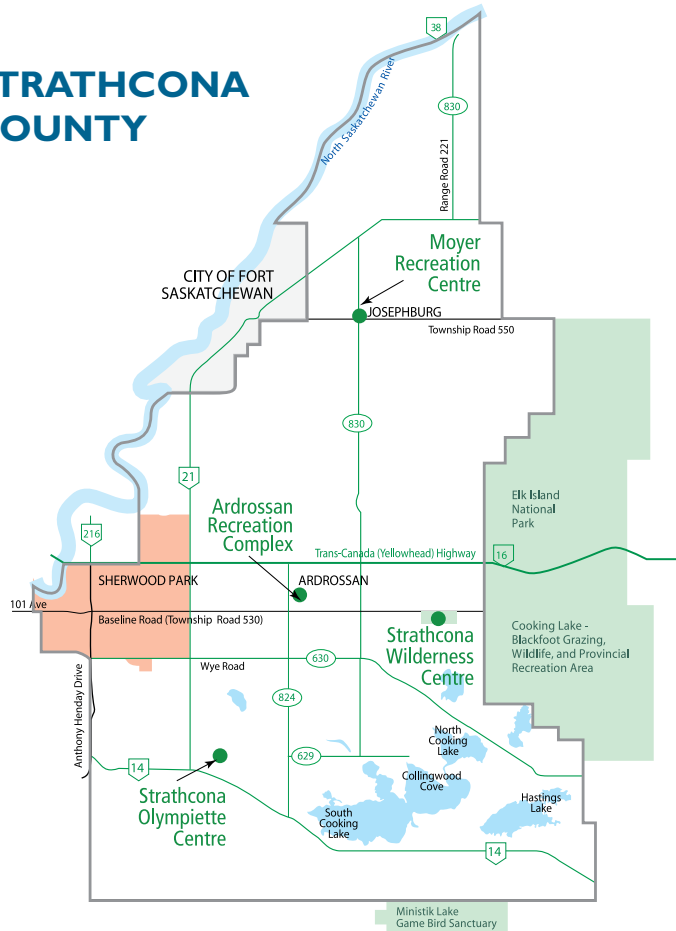 TRATHCONA
OUNTY
38
North Saskatchewan River
830
Range Road 221
Moyer
Recreation
Centre
CITY OF FORT
SASKATCHEWAN
JOSEPHBURG
Township Road 550
830
21
Elk Island
National
Park
Ardrossan
Recreation
Complex
216
Trans-Canada (Yellowhead) Highway
16
SHERWOOD PARK
ARDROSSAN
101 Ave
Baseline Road (Township Road 530)
Cooking Lake -
Blackfoot Grazing,
Wildlife, and Provincial
Recreation Area
Strathcona
Wilderness
Centre
Wye Road
630
Anthony Henday Drive
824
North
Cooking
Lake
629
14
Collingwood
Cove
Strathcona
Olympiette
Centre
Hastings
Lake
South
Cooking
Lake
14
Ministik Lake
Game Bird Sanctuary